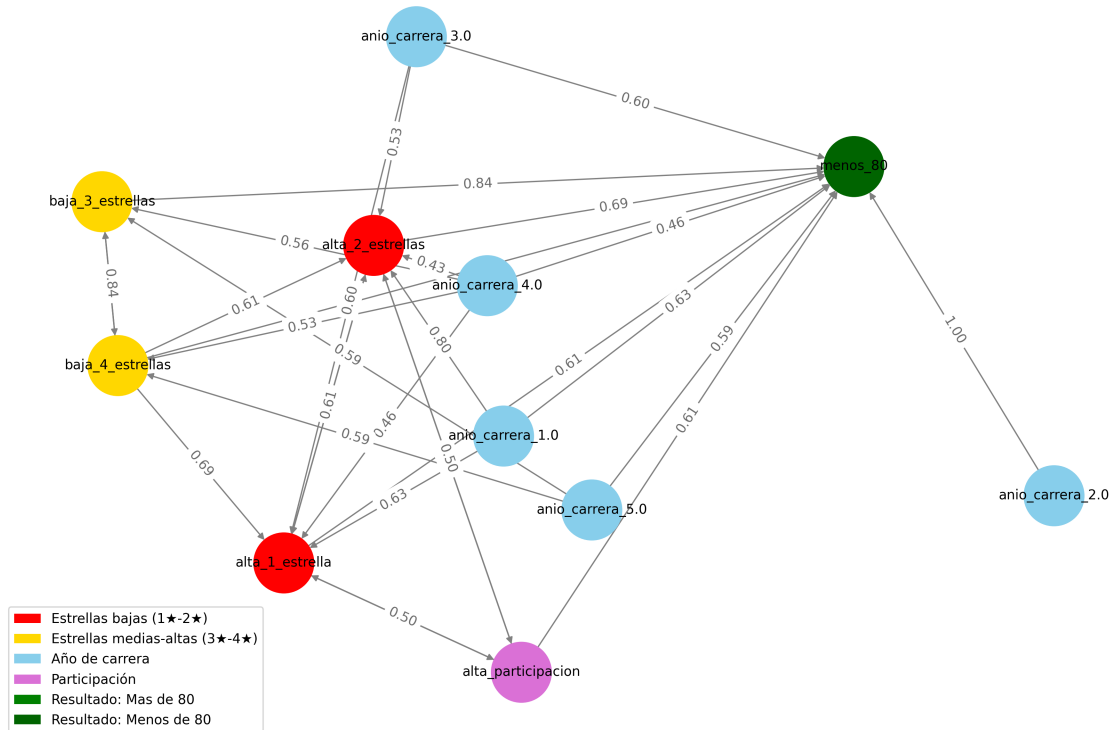 anio_carrera_3.0
0.60
0.53
menos_80
0.84
baja_3_estrellas
0.69
0.46
0.56
alta_2_estrellas
0.43
anio_carrera_4.0
0.84
0.61
0.60
0.63
0.53
0.59
0.80
0.59
1.00
baja_4_estrellas
0.61
0.61
0.46
0.61
0.59
anio_carrera_1.0
0.50
0.69
0.63
anio_carrera_2.0
anio_carrera_5.0
alta_1_estrella
0.50
alta_participacion
Estrellas bajas (1★-2★)
Estrellas medias-altas (3★-4★)
Año de carrera
Participación
Resultado: Mas de 80
Resultado: Menos de 80